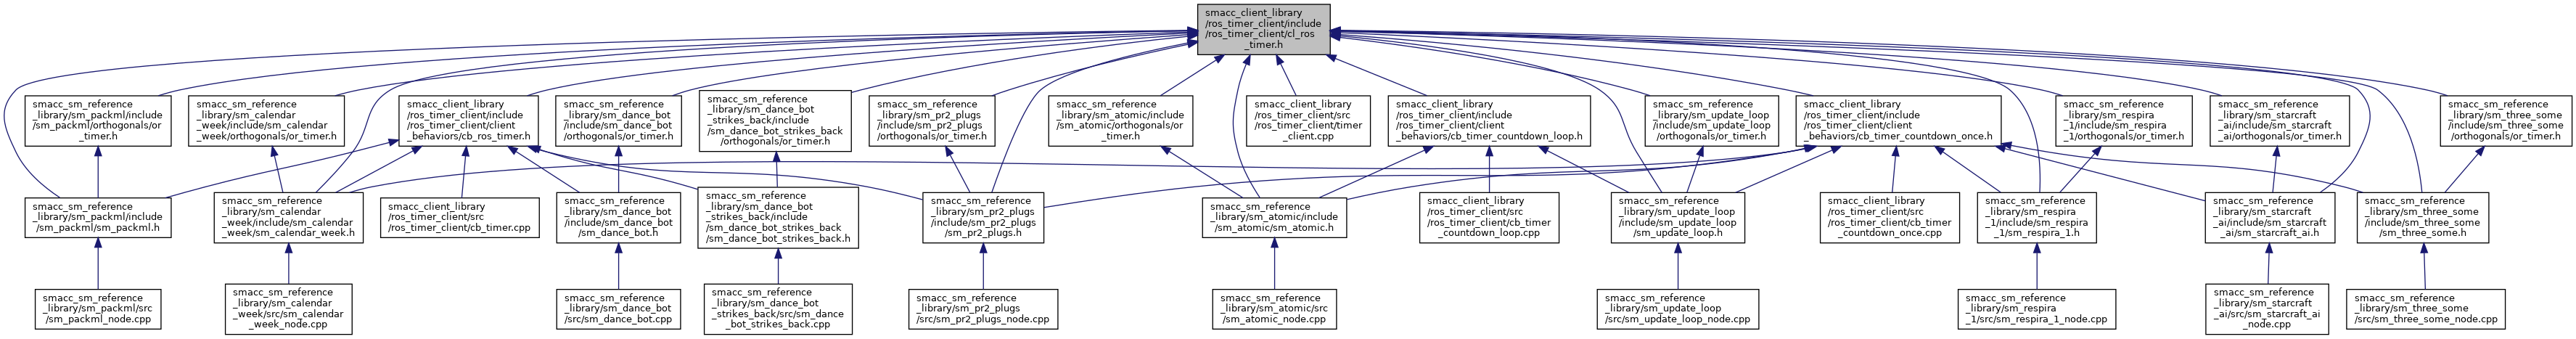 smacc_client_library
/ros_timer_client/include
/ros_timer_client/cl_ros
_timer.h
smacc_sm_reference
_library/sm_packml/include
/sm_packml/orthogonals/or
_timer.h
smacc_sm_reference
_library/sm_calendar
_week/include/sm_calendar
_week/orthogonals/or_timer.h
smacc_client_library
/ros_timer_client/include
/ros_timer_client/client
_behaviors/cb_ros_timer.h
smacc_sm_reference
_library/sm_dance_bot
/include/sm_dance_bot
/orthogonals/or_timer.h
smacc_sm_reference
_library/sm_dance_bot
_strikes_back/include
/sm_dance_bot_strikes_back
/orthogonals/or_timer.h
smacc_sm_reference
_library/sm_pr2_plugs
/include/sm_pr2_plugs
/orthogonals/or_timer.h
smacc_sm_reference
_library/sm_atomic/include
/sm_atomic/orthogonals/or
_timer.h
smacc_client_library
/ros_timer_client/src
/ros_timer_client/timer
_client.cpp
smacc_client_library
/ros_timer_client/include
/ros_timer_client/client
_behaviors/cb_timer_countdown_loop.h
smacc_sm_reference
_library/sm_update_loop
/include/sm_update_loop
/orthogonals/or_timer.h
smacc_client_library
/ros_timer_client/include
/ros_timer_client/client
_behaviors/cb_timer_countdown_once.h
smacc_sm_reference
_library/sm_respira
_1/include/sm_respira
_1/orthogonals/or_timer.h
smacc_sm_reference
_library/sm_starcraft
_ai/include/sm_starcraft
_ai/orthogonals/or_timer.h
smacc_sm_reference
_library/sm_three_some
/include/sm_three_some
/orthogonals/or_timer.h
smacc_sm_reference
_library/sm_packml/include
/sm_packml/sm_packml.h
smacc_sm_reference
_library/sm_calendar
_week/include/sm_calendar
_week/sm_calendar_week.h
smacc_client_library
/ros_timer_client/src
/ros_timer_client/cb_timer.cpp
smacc_sm_reference
_library/sm_dance_bot
/include/sm_dance_bot
/sm_dance_bot.h
smacc_sm_reference
_library/sm_dance_bot
_strikes_back/include
/sm_dance_bot_strikes_back
/sm_dance_bot_strikes_back.h
smacc_sm_reference
_library/sm_pr2_plugs
/include/sm_pr2_plugs
/sm_pr2_plugs.h
smacc_sm_reference
_library/sm_atomic/include
/sm_atomic/sm_atomic.h
smacc_client_library
/ros_timer_client/src
/ros_timer_client/cb_timer
_countdown_loop.cpp
smacc_sm_reference
_library/sm_update_loop
/include/sm_update_loop
/sm_update_loop.h
smacc_client_library
/ros_timer_client/src
/ros_timer_client/cb_timer
_countdown_once.cpp
smacc_sm_reference
_library/sm_respira
_1/include/sm_respira
_1/sm_respira_1.h
smacc_sm_reference
_library/sm_starcraft
_ai/include/sm_starcraft
_ai/sm_starcraft_ai.h
smacc_sm_reference
_library/sm_three_some
/include/sm_three_some
/sm_three_some.h
smacc_sm_reference
_library/sm_packml/src
/sm_packml_node.cpp
smacc_sm_reference
_library/sm_calendar
_week/src/sm_calendar
_week_node.cpp
smacc_sm_reference
_library/sm_dance_bot
/src/sm_dance_bot.cpp
smacc_sm_reference
_library/sm_dance_bot
_strikes_back/src/sm_dance
_bot_strikes_back.cpp
smacc_sm_reference
_library/sm_pr2_plugs
/src/sm_pr2_plugs_node.cpp
smacc_sm_reference
_library/sm_atomic/src
/sm_atomic_node.cpp
smacc_sm_reference
_library/sm_update_loop
/src/sm_update_loop_node.cpp
smacc_sm_reference
_library/sm_respira
_1/src/sm_respira_1_node.cpp
smacc_sm_reference
_library/sm_starcraft
_ai/src/sm_starcraft_ai
_node.cpp
smacc_sm_reference
_library/sm_three_some
/src/sm_three_some_node.cpp